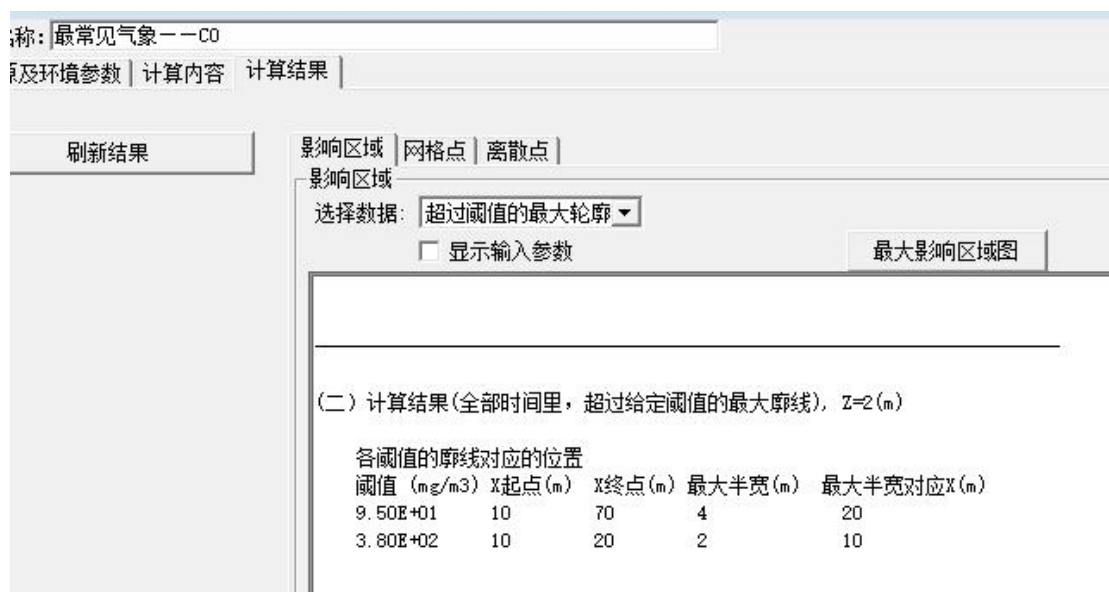 称: 最常见气象——CO
及环境参数 计算内容 计算结果
刷新结果
影响区域 网格点 离散点
影响区域
选择数据: 超过阈值的最大轮廓
显示输入参数 最大影响区域图
(二) 计算结果(全部时间里，超过给定阈值的最大廓线), Z=2(m)
各阈值的廓线对应的位置
阈值 (mg/m3) X起点(m) X终点(m) 最大半宽(m) 最大半宽对应X(m)
9.50E+01 10 70 4 20
3.80E+02 10 20 2 10